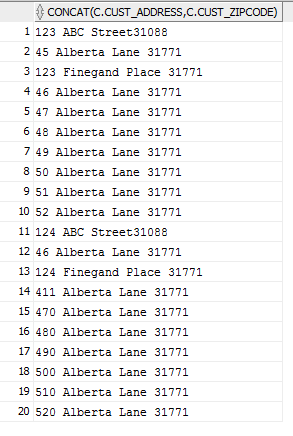 CONCAT(C.CUST_ADDRESS,C.CUST_ZIPCODE)
1 123 ABC Street31088
2 45 Alberta Lane 31771
3 123 Finegand Place 31771
4 46 Alberta Lane 31771
5 47 Alberta Lane 31771
6 48 Alberta Lane 31771
7 49 Alberta Lane 31771
8 50 Alberta Lane 31771
9 51 Alberta Lane 31771
10 52 Alberta Lane 31771
11 124 ABC Street31088
12 46 Alberta Lane 31771
13 124 Finegand Place 31771
14 411 Alberta Lane 31771
15 470 Alberta Lane 31771
16 480 Alberta Lane 31771
17 490 Alberta Lane 31771
18 500 Alberta Lane 31771
19 510 Alberta Lane 31771
20 520 Alberta Lane 31771